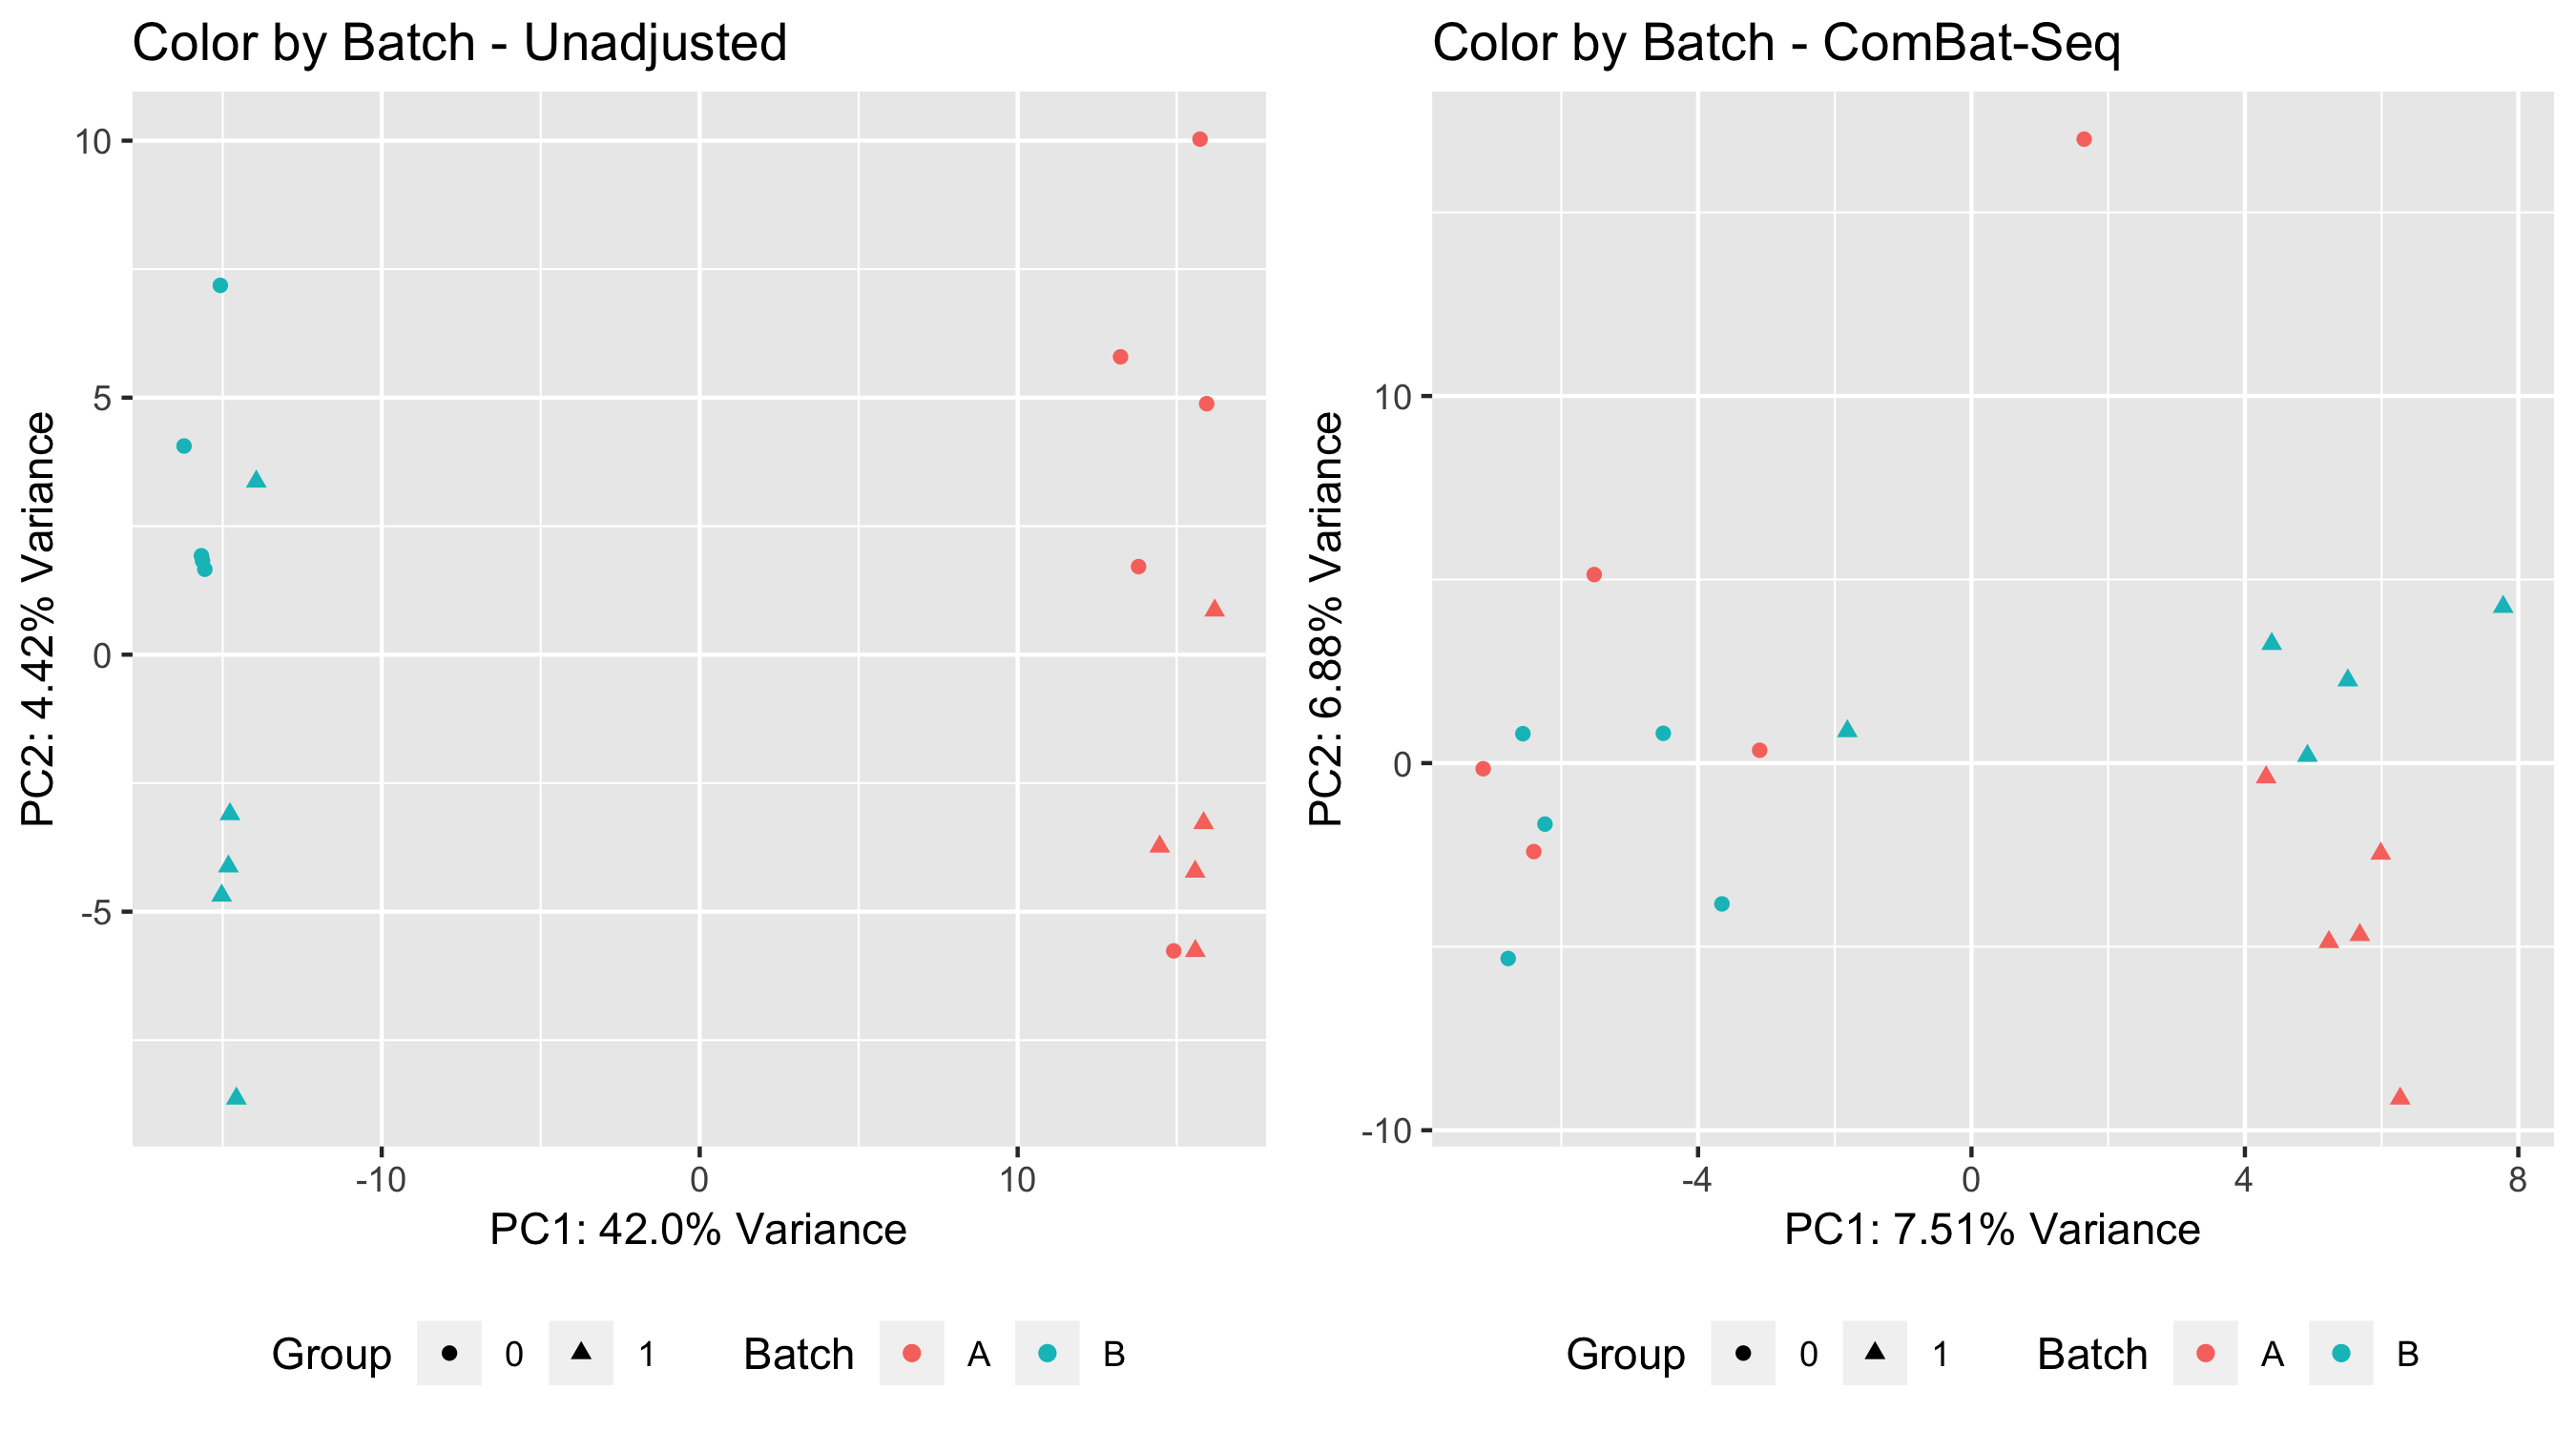 Color by Batch - Unadjusted
10
5
0
-5
PC2: 4.42% Variance
-10 0 10
PC1: 42.0% Variance
Group 0 1 Batch A B
Color by Batch - ComBat-Seq
10
0
-10
PC2: 6.88% Variance
-4 0 4 8
PC1: 7.51% Variance
Group 0 1 Batch A B